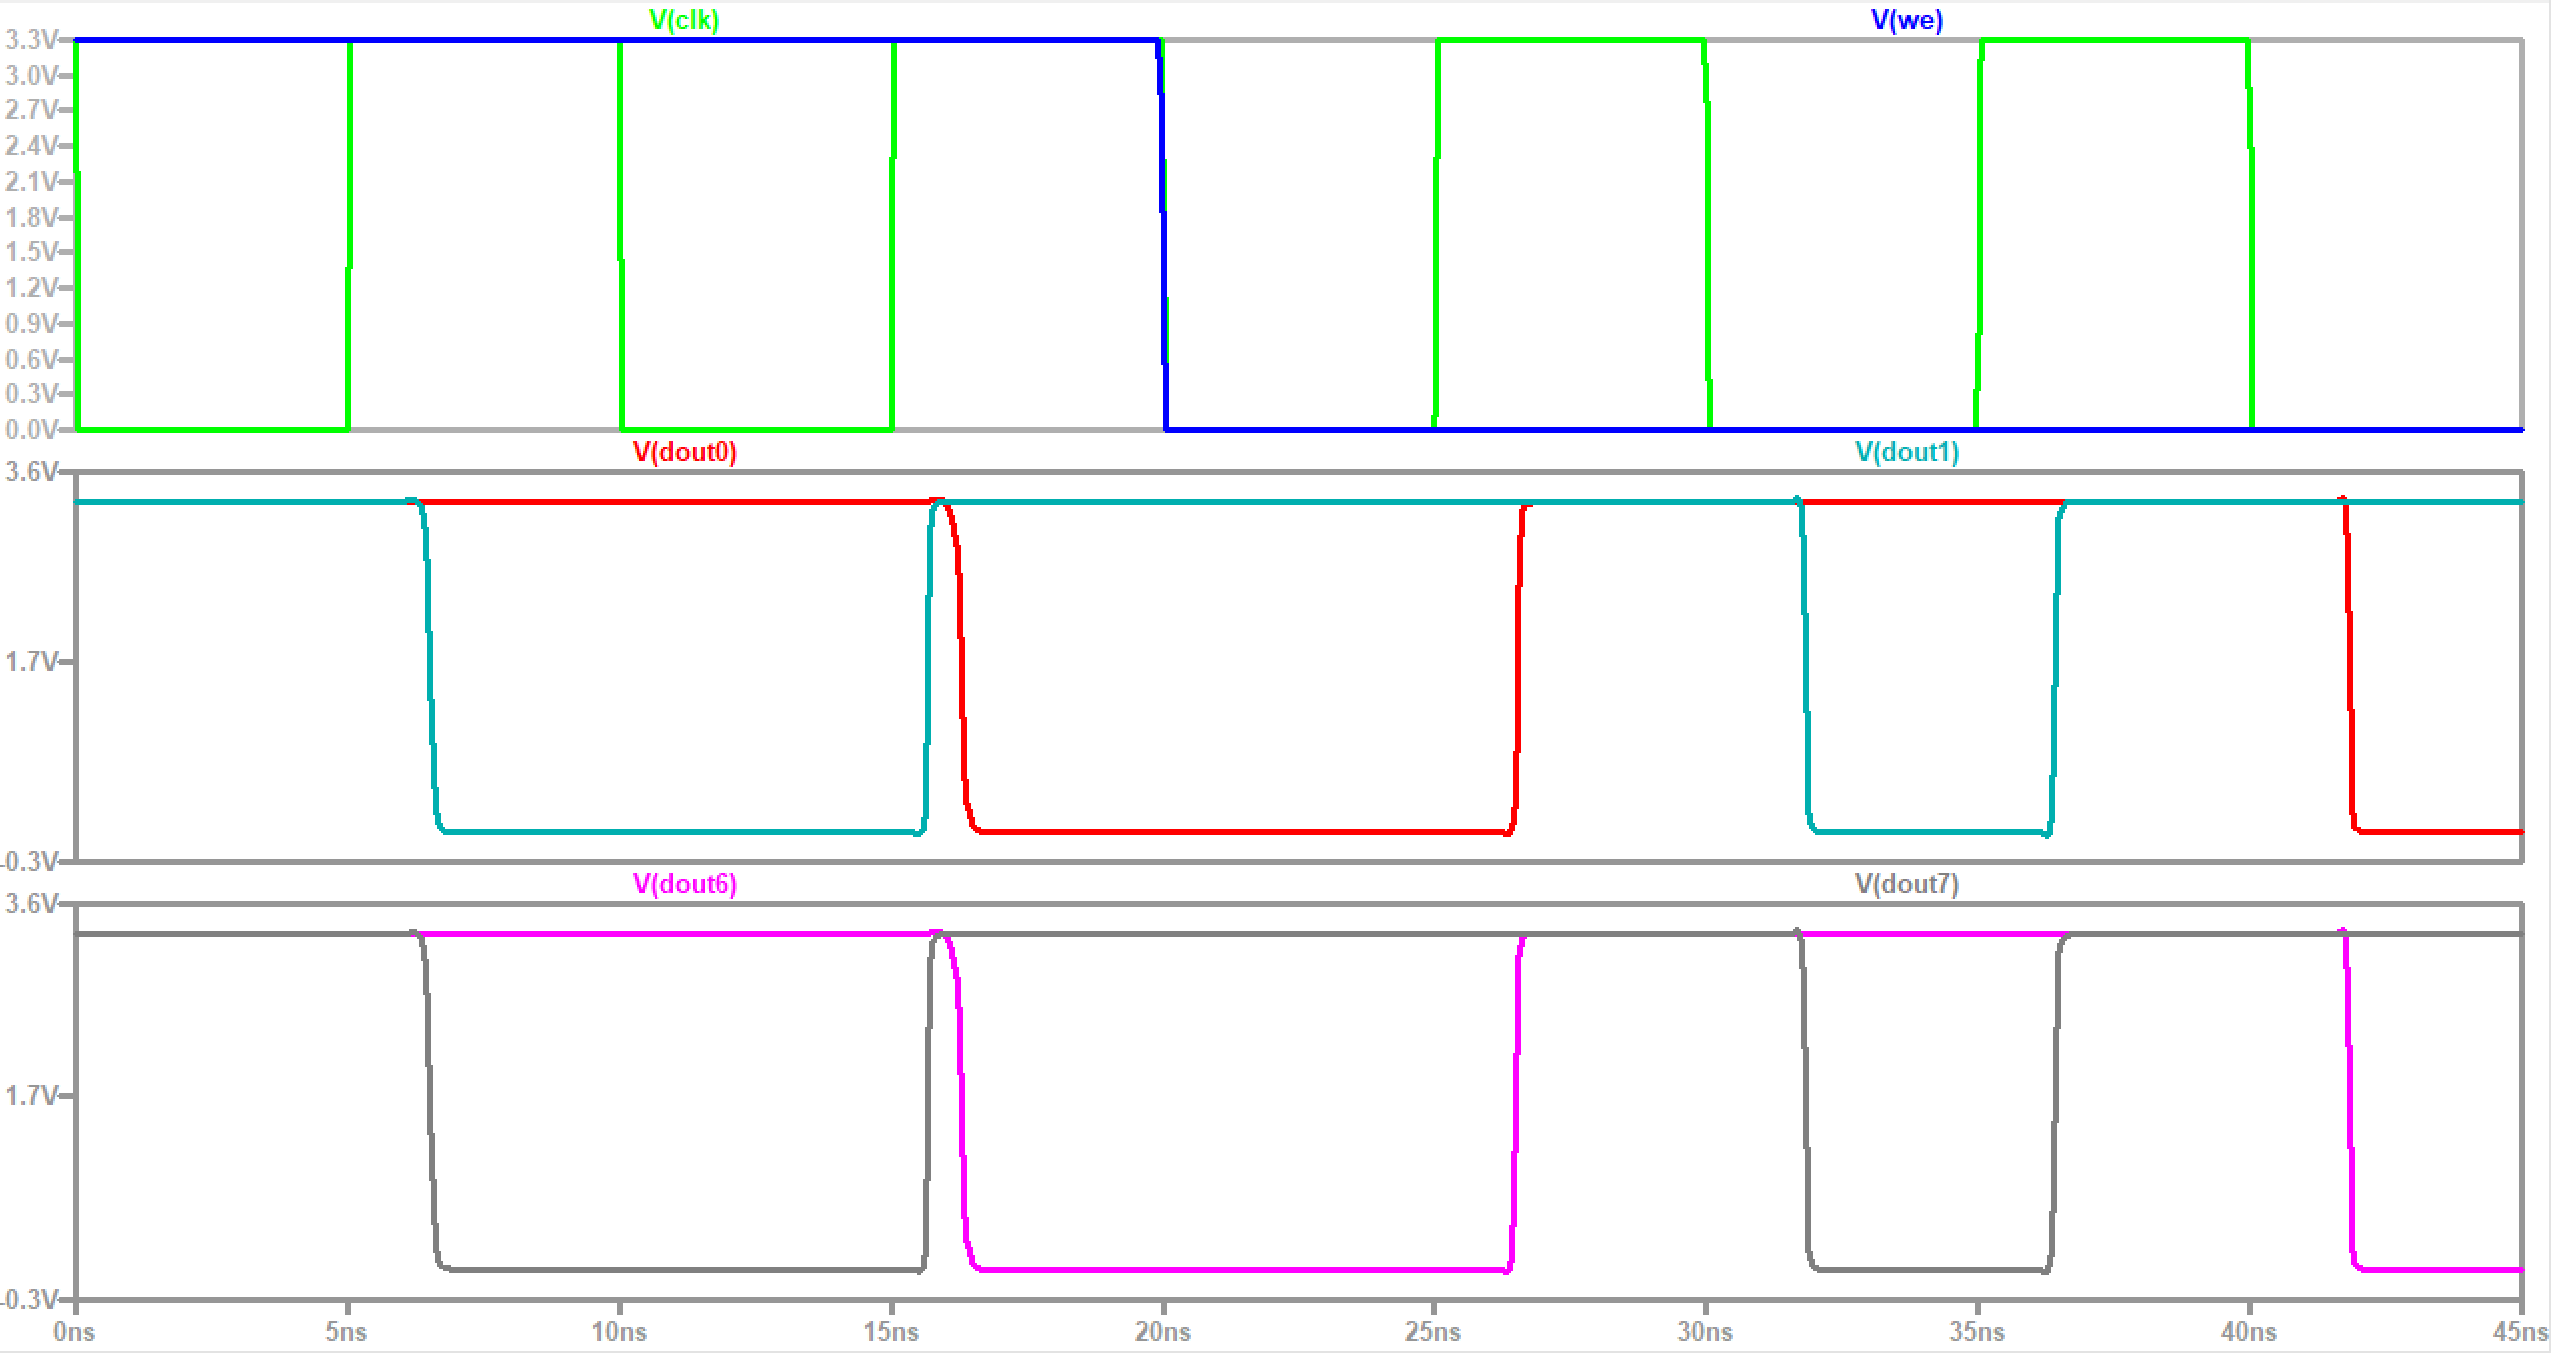 V(clk) V(we)
3.3V
3.0V
2.7V
2.4V
2.1V
1.8V
1.5V
1.2V
0.9V
0.6V
0.3V
0.0V
V(dout0) V(dout1)
3.6V
1.7V
-0.3V
V(dout6) V(dout7)
3.6V
1.7V
-0.3V
0ns 5ns 10ns 15ns 20ns 25ns 30ns 35ns 40ns 45ns